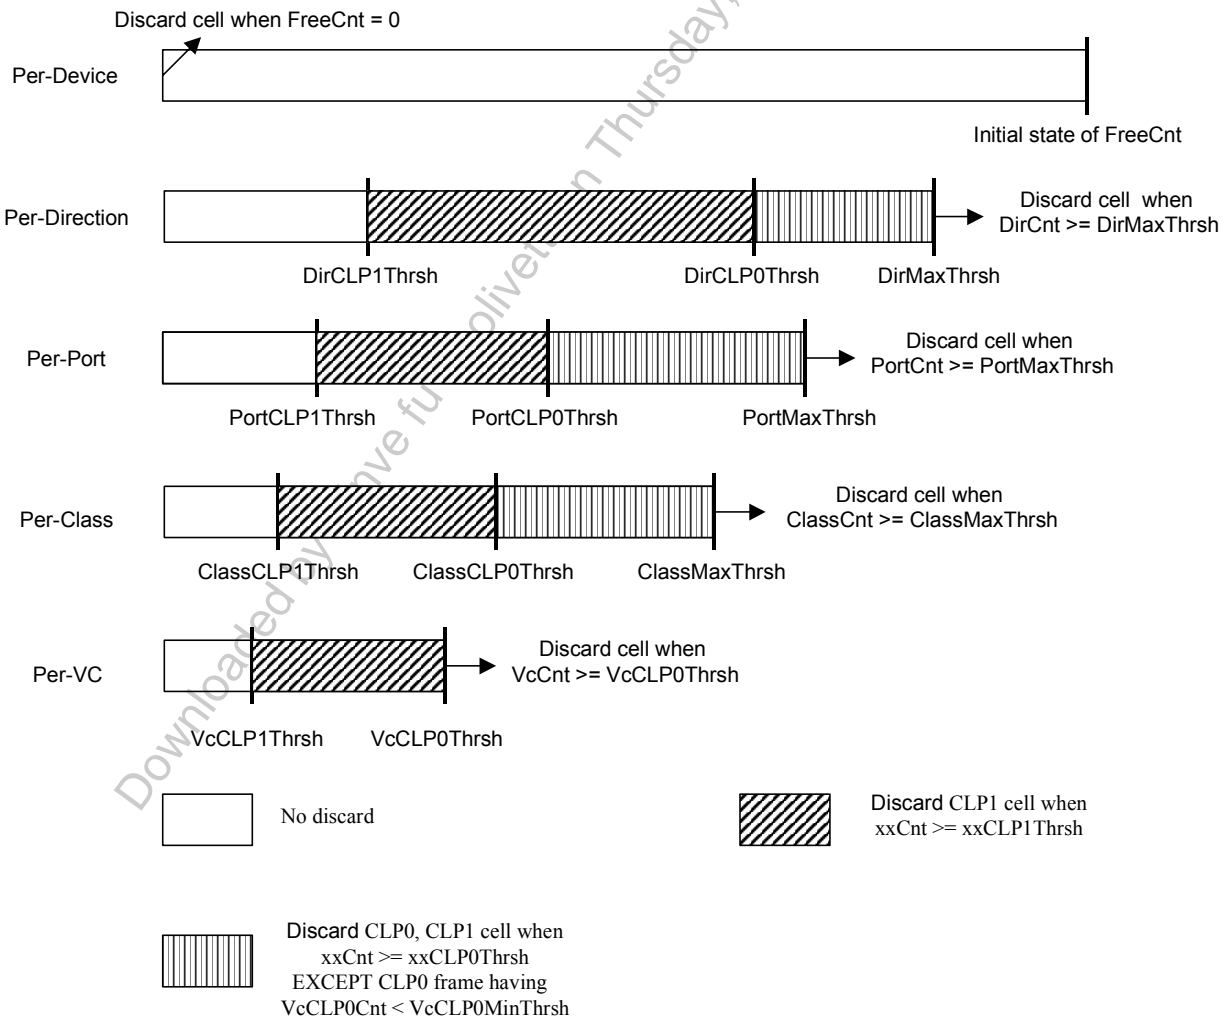 Discard cell when FreeCnt = 0
Per-Device
Initial state of FreeCnt
Per-Direction
Discard cell when
DirCnt >= DirMaxThrsh
DirCLP1Thrsh
DirCLP0Thrsh
DirMaxThrsh
Per-Port
Discard cell when
PortCnt >= PortMaxThrsh
PortCLP1Thrsh
PortCLP0Thrsh
PortMaxThrsh
Per-Class
Discard cell when
ClassCnt >= ClassMaxThrsh
ClassCLP1Thrsh
ClassCLP0Thrsh
ClassMaxThrsh
Per-VC
Discard cell when
VcCnt >= VcCLP0Thrsh
VcCLP1Thrsh
VcCLP0Thrsh
No discard
Discard CLP1 cell when
xxCnt >= xxCLP1Thrsh
Discard CLP0, CLP1 cell when
xxCnt >= xxCLP0Thrsh
EXCEPT CLP0 frame having
VcCLP0Cnt < VcCLP0MinThrsh
Downloaded by Thursday,